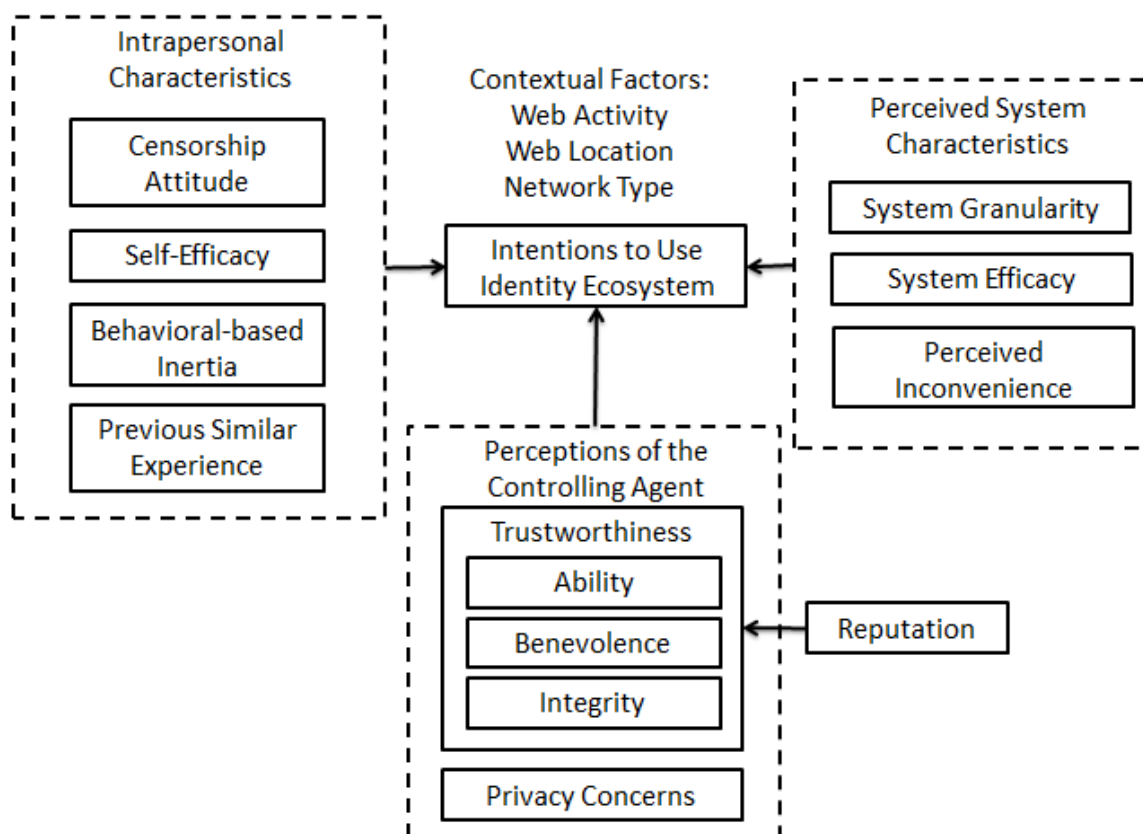 Intrapersonal
Characteristics
Censorship
Attitude
Self-Efficacy
Behavioral-based
Inertia
Previous Similar
Experience
Contextual Factors:
Web Activity
Web Location
Network Type
Intentions to Use
Identity Ecosystem
Perceived System
Characteristics
System Granularity
System Efficacy
Perceived
Inconvenience
Perceptions of the
Controlling Agent
Trustworthiness
Ability
Benevolence
Integrity
Privacy Concerns
Reputation